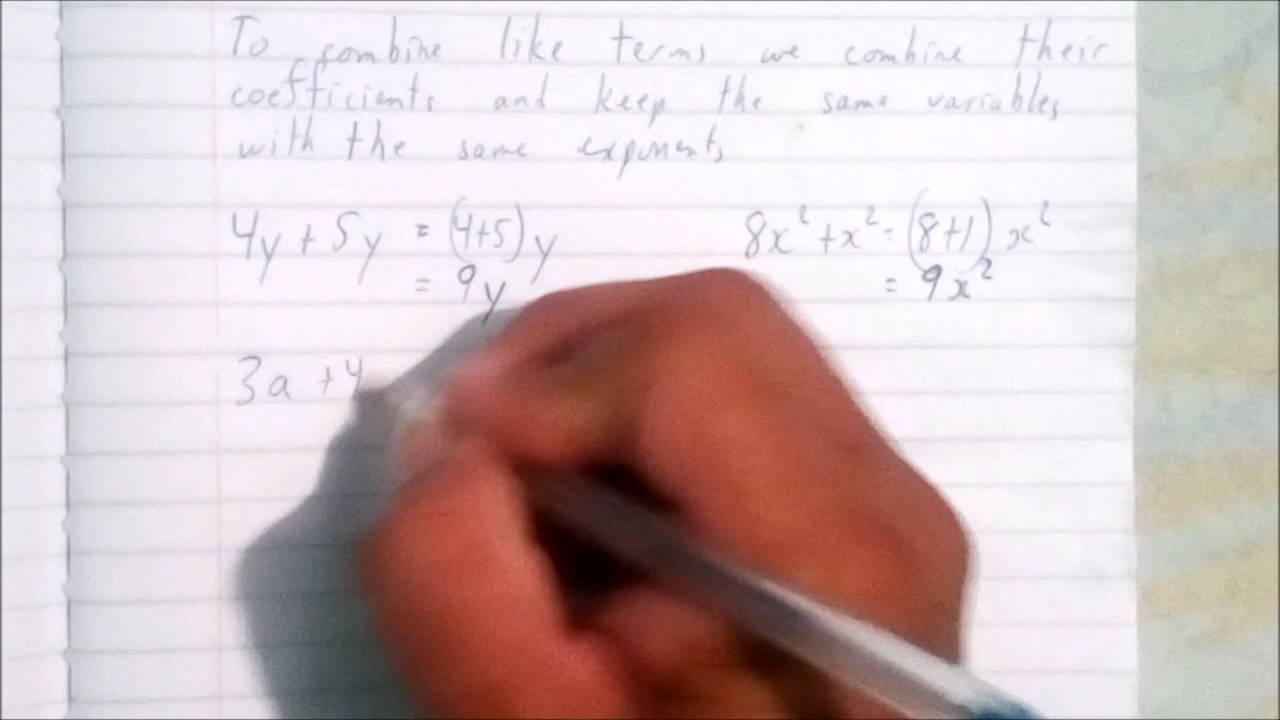 To combine like terms we combine their
coefficients and keep the same variables
with the same exponents
4y + 5y = (4+5)y
= 9y
8x² + x² = (8+1)x²
= 9x²
3a + 4